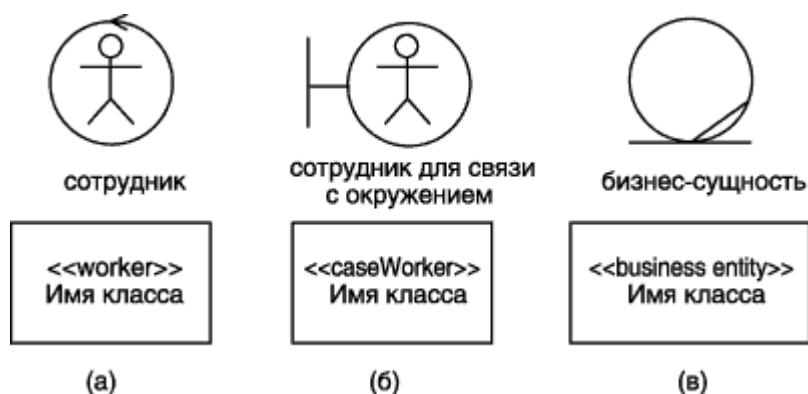 сотрудник
сотрудник для связи
с окружением
бизнес-сущность
<<worker>>
Имя класса
<<caseWorker>>
Имя класса
<<business entity>>
Имя класса
(а)
(б)
(в)